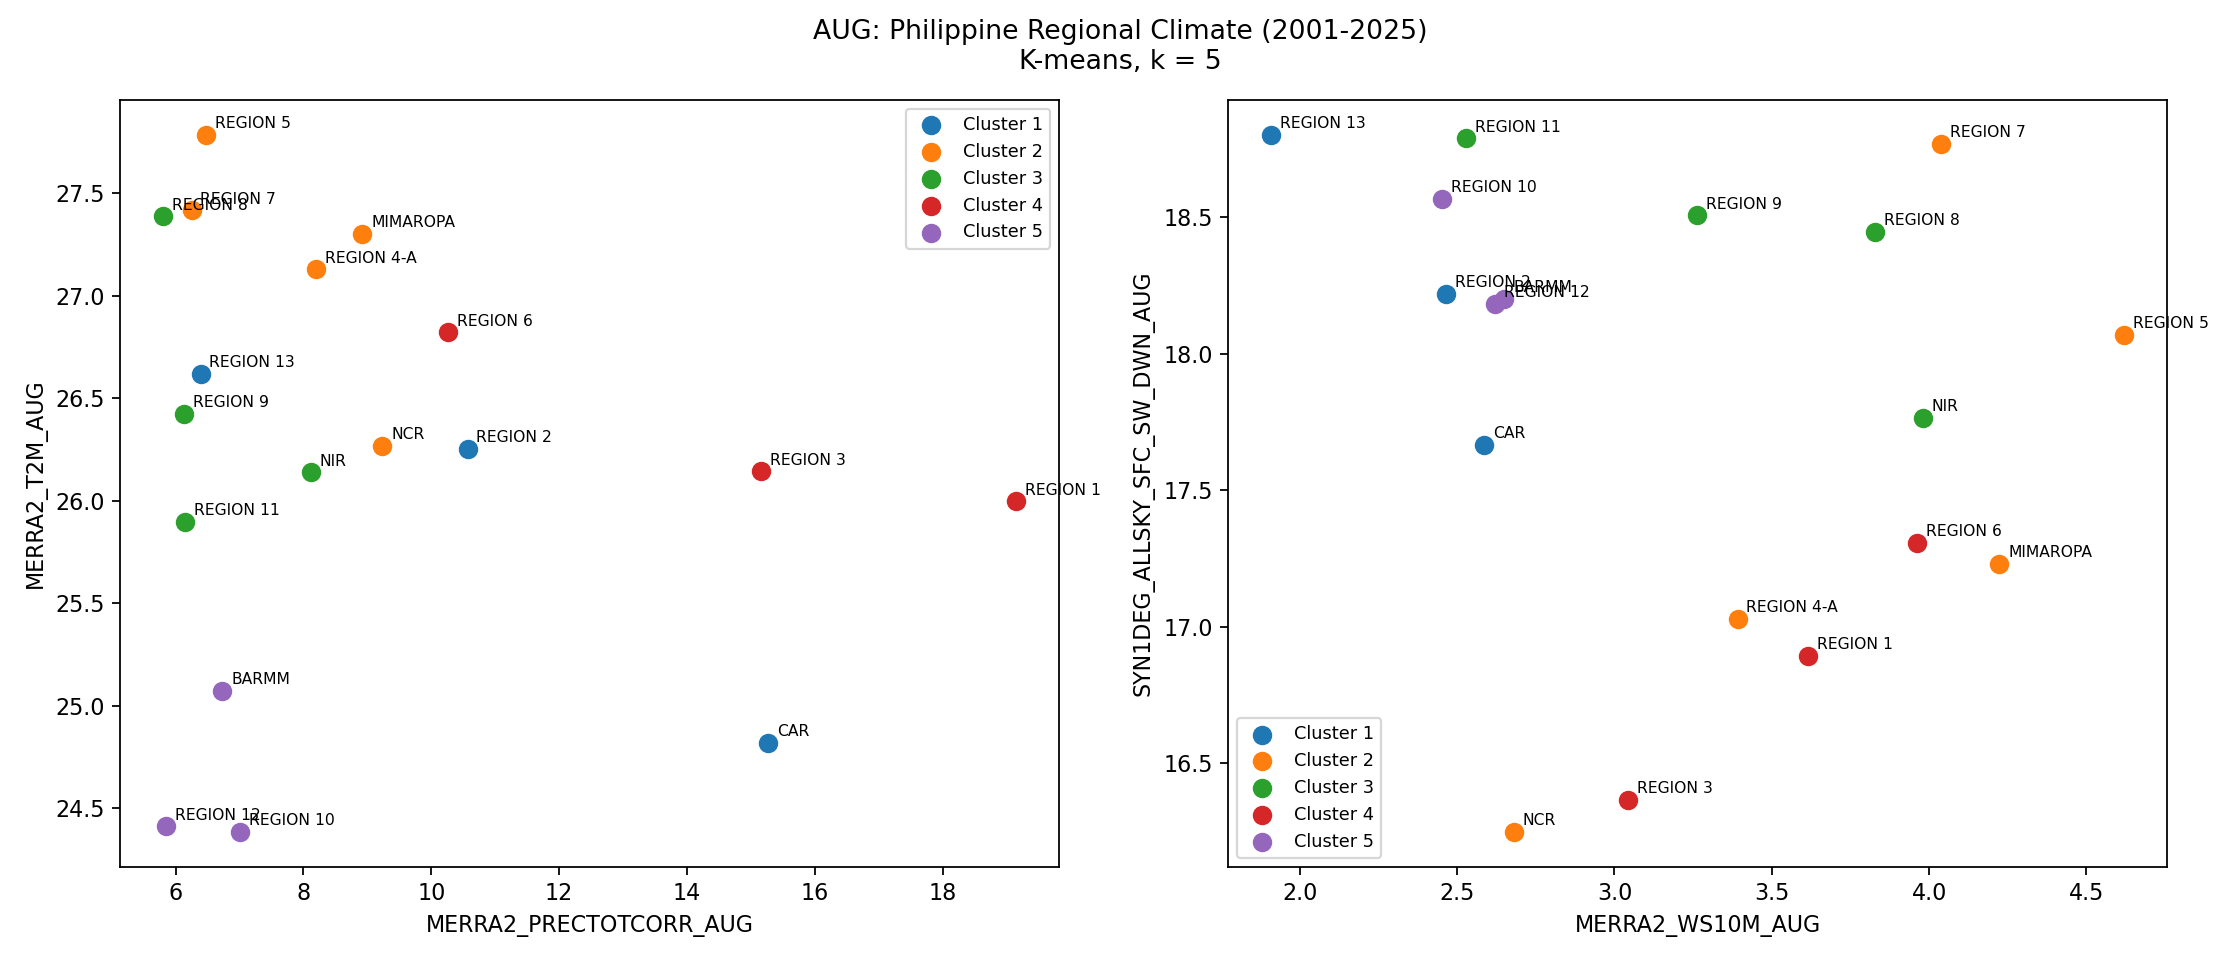 AUG: Philippine Regional Climate (2001-2025)
K-means, k = 5
MERRA2_T2M_AUG
27.5
27.0
26.5
26.0
25.5
25.0
24.5
REGION 5
REGION 7
REGION 8
MIMAROPA
REGION 4-A
REGION 6
REGION 13
REGION 9
NCR
REGION 2
NIR
REGION 3
REGION 1
REGION 11
BARMM
CAR
REGION 12
REGION 10
Cluster 1
Cluster 2
Cluster 3
Cluster 4
Cluster 5
6 8 10 12 14 16 18
MERRA2_PRECTOTCORR_AUG
SYN1DEG_ALLSKY_SFC_SW_DWN_AUG
18.5
18.0
17.5
17.0
16.5
REGION 13
REGION 11
REGION 7
REGION 10
REGION 9
REGION 8
REGION 2
BARMM
REGION 12
REGION 5
NIR
CAR
REGION 6
MIMAROPA
REGION 4-A
REGION 1
REGION 3
NCR
Cluster 1
Cluster 2
Cluster 3
Cluster 4
Cluster 5
2.0 2.5 3.0 3.5 4.0 4.5
MERRA2_WS10M_AUG